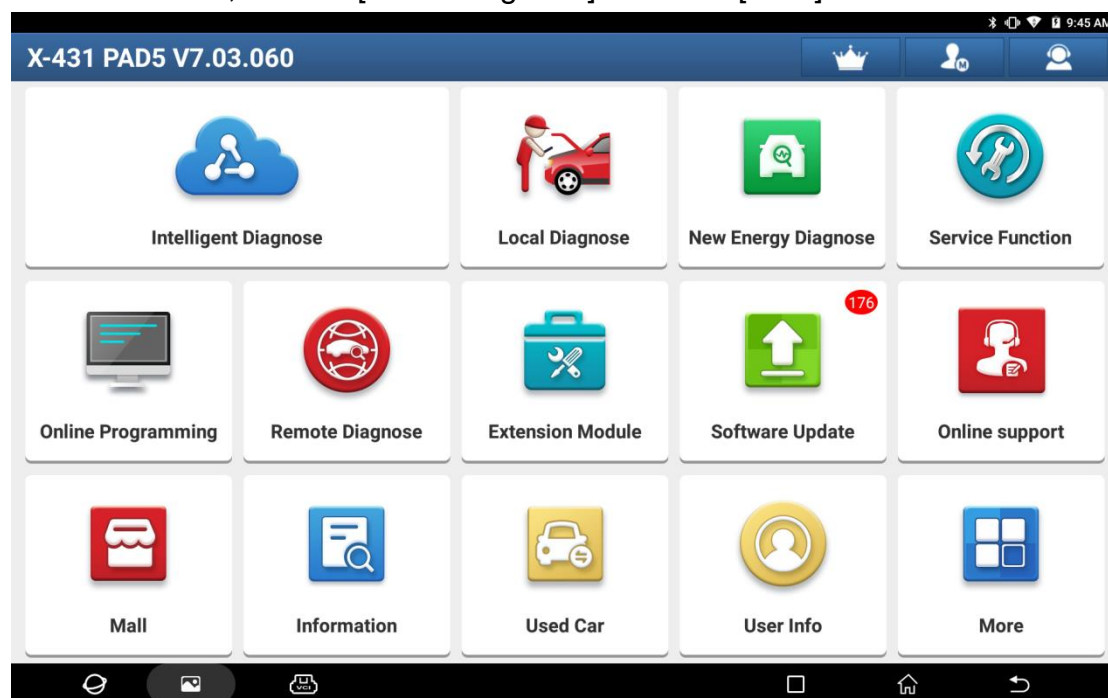 9:45 AM
X-431 PAD5 V7.03.060
M
Intelligent Diagnose
Local Diagnose
New Energy Diagnose
Service Function
176
Online Programming
Remote Diagnose
Extension Module
Software Update
Online support
Mall
Information
Used Car
User Info
More
VCI